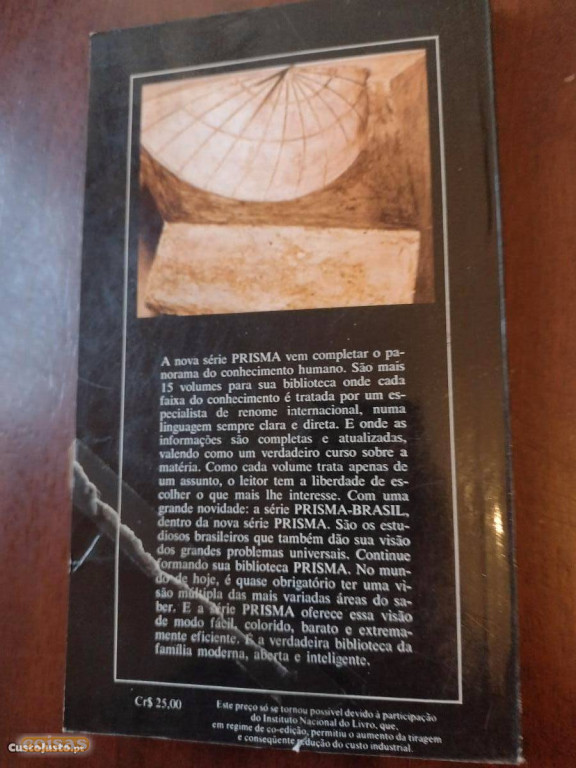 A nova série PRISMA vem completar o pa-
norama do conhecimento humano. São mais
15 volumes para sua biblioteca onde cada
faixa do conhecimento é tratada por um es-
pecialista de renome internacional, numa
linguagem sempre clara e direta. E onde as
informações são completas e atualizadas,
valendo como um verdadeiro curso sobre a
matéria. Como cada volume trata apenas de
um assunto, o leitor tem a liberdade de es-
colher o que mais lhe interesse. Com uma
grande novidade: a série PRISMA-BRASIL,
dentro da nova série PRISMA. São os estu-
diosos brasileiros que também dão sua visão
dos grandes problemas universais. Continue
formando sua biblioteca PRISMA. No mun-
do de hoje, é quase obrigatório ter uma vi-
são múltipla das mais variadas áreas do sa-
ber. E a série PRISMA oferece essa visão
de modo fácil, colorido, barato e extrema-
mente eficiente. É a verdadeira biblioteca da
família moderna, aberta e inteligente.
Cr$ 25,00
Este preço só se tornou possível devido à participação
do Instituto Nacional do Livro, que,
em regime de co-edição, permitiu o aumento da tiragem
e conseqüente redução do custo industrial.
coisas
CustoJusto.pt